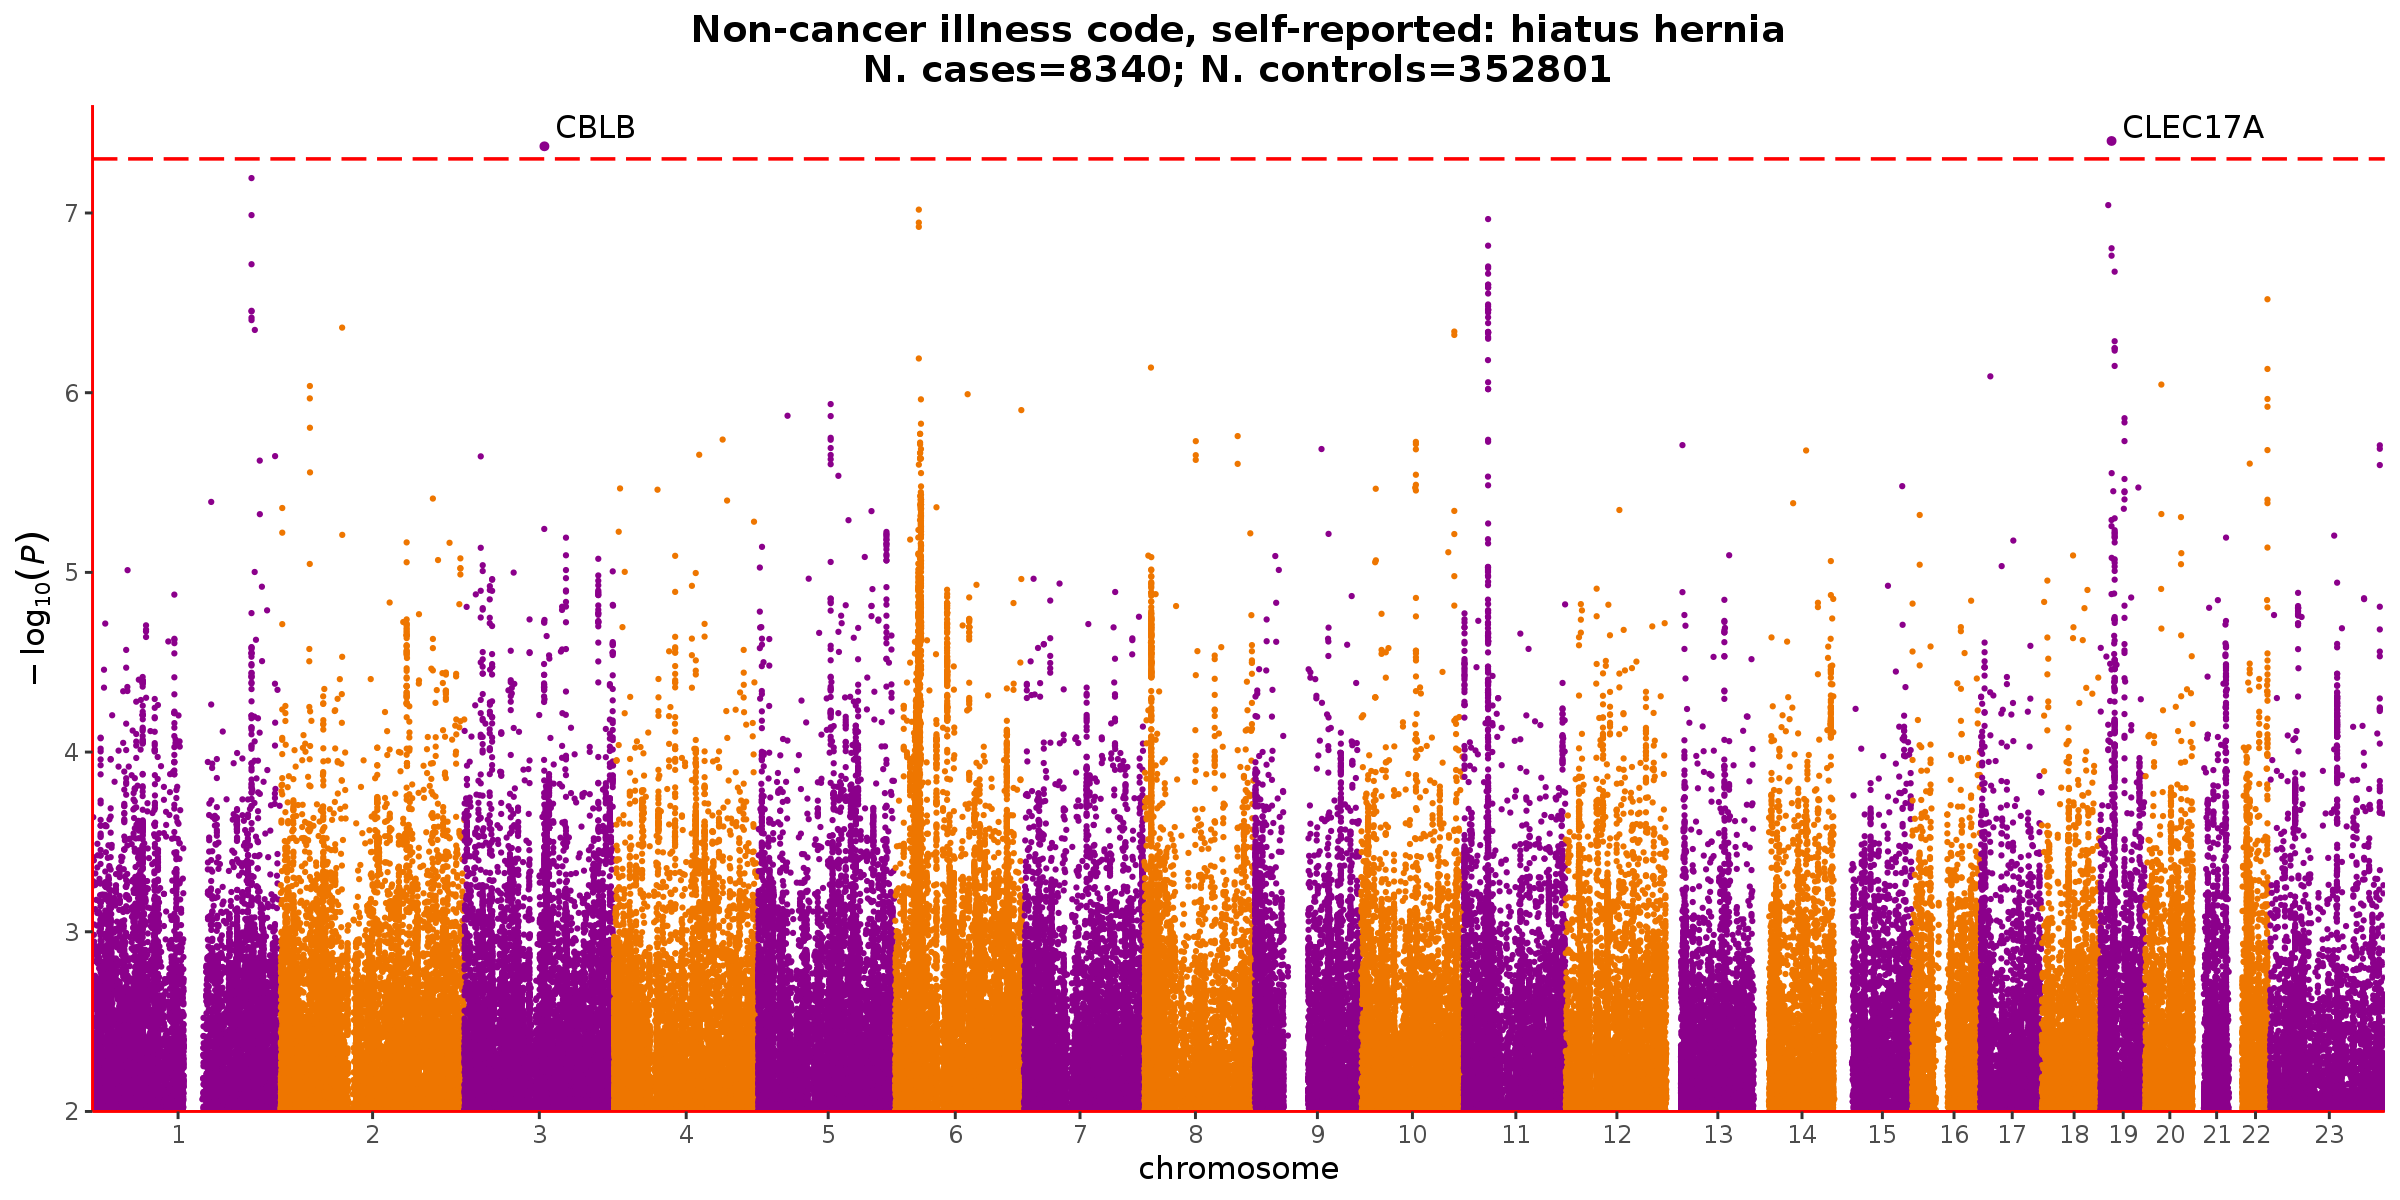 Non-cancer illness code, self-reported: hiatus hernia
N. cases=8340; N. controls=352801
CBLB
CLEC17A
7
6
5
4
3
2
−log10(P)
1 2 3 4 5 6 7 8 9 10 11 12 13 14 15 16 17 18 19 20 21 22 23
chromosome